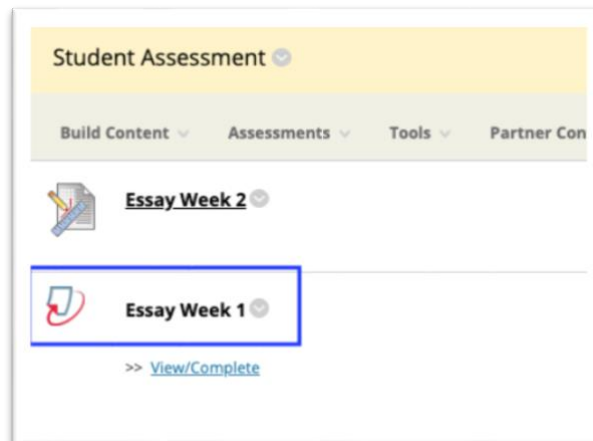 Student Assessment
Build Content Assessments Tools Partner Con
Essay Week 2
Essay Week 1
>> View/Complete